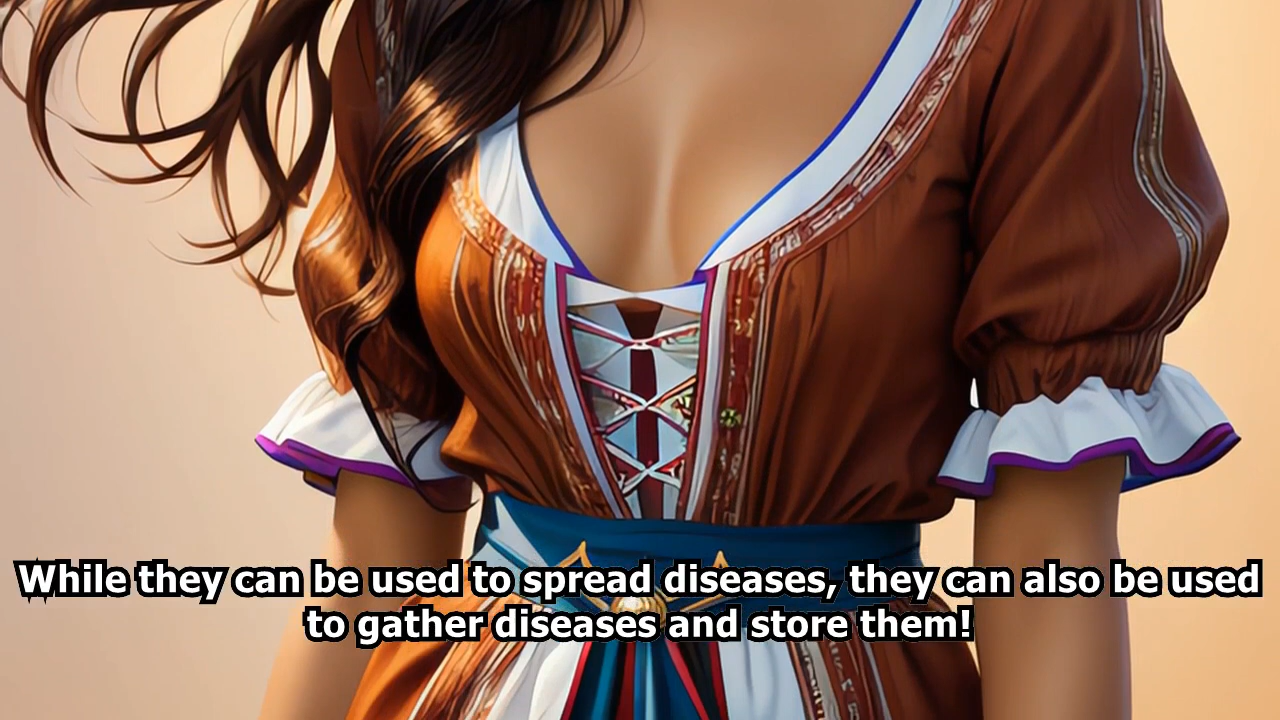 While they can be used to spread diseases, they can also be used
to gather diseases and store them!